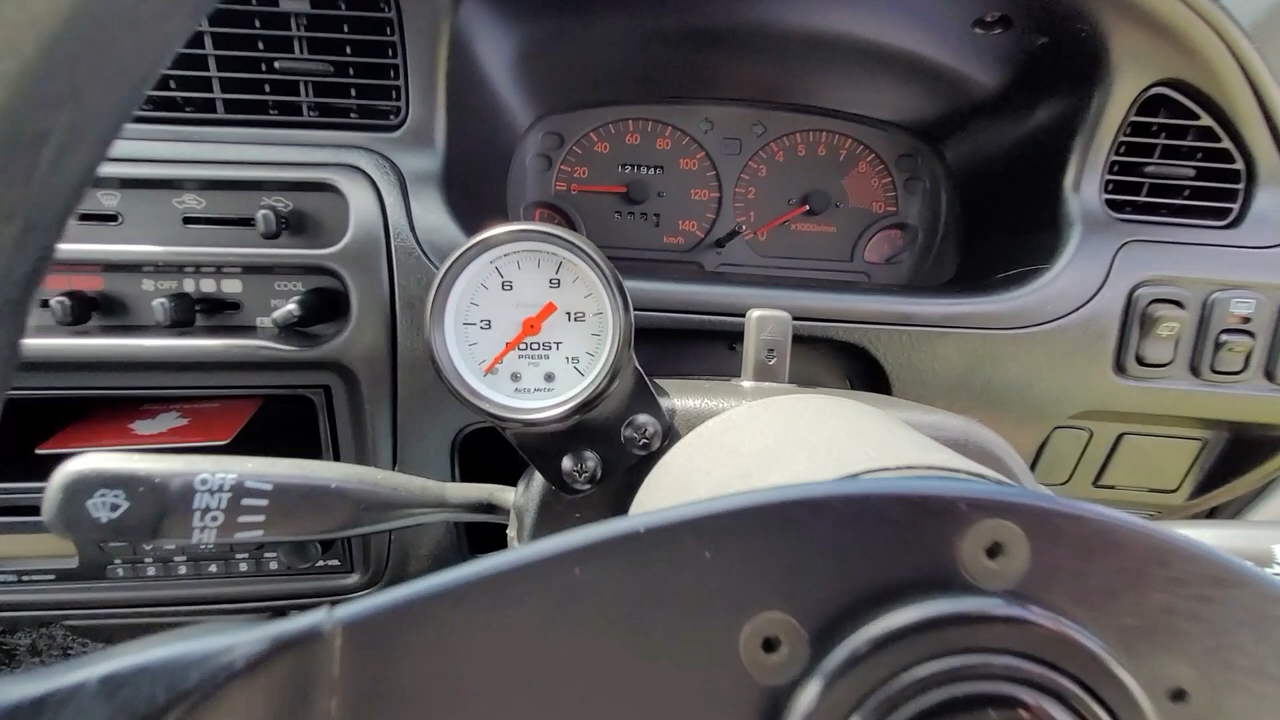 20 40 60 80 100 120 140
km/h
0 1 2 3 4 5 6 7 8 9 10
x1000r/min
OFF
COOL
3 6 9 12 15
BOOST
PRESS
PSI
Auto Meter
OFF
INT
LO
HI
1 2 3 4 5 6